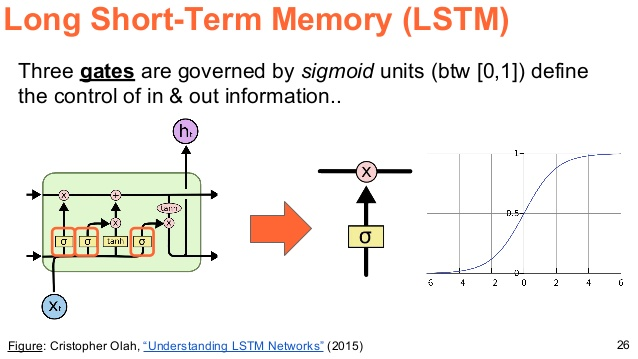 Long Short-Term Memory (LSTM)
Three gates are governed by sigmoid units (btw [0,1]) define
the control of in & out information..
hₜ
x
+
tanh
x
x
σ
σ
tanh
σ
xₜ
x
σ
1
0.5
0
6
4
2
0
2
4
6
Figure: Cristopher Olah, “Understanding LSTM Networks” (2015)
26